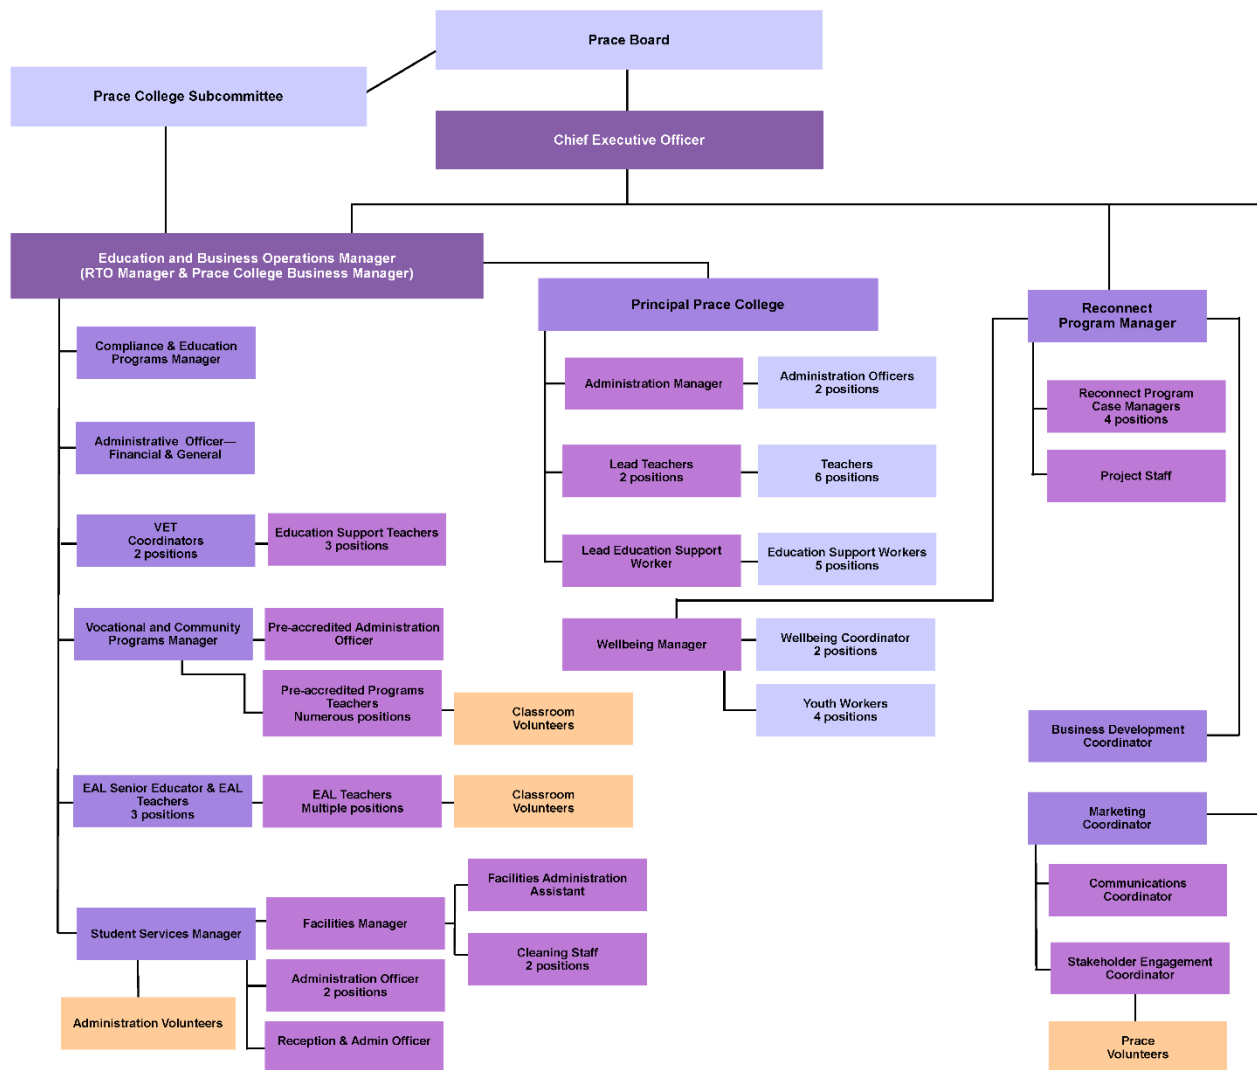 Prace Board
Prace College Subcommittee
Chief Executive Officer
Education and Business Operations Manager
(RTO Manager & Prace College Business Manager)
Principal Prace College
Reconnect
Program Manager
Compliance & Education
Programs Manager
Administration Manager
Administration Officers
2 positions
Reconnect Program
Case Managers
4 positions
Administrative Officer—
Financial & General
Lead Teachers
2 positions
Teachers
6 positions
Project Staff
VET
Coordinators
2 positions
Education Support Teachers
3 positions
Lead Education Support
Worker
Education Support Workers
5 positions
Vocational and Community
Programs Manager
Pre-accredited Administration
Officer
Wellbeing Manager
Wellbeing Coordinator
2 positions
Pre-accredited Programs
Teachers
Numerous positions
Classroom
Volunteers
Youth Workers
4 positions
Business Development
Coordinator
EAL Senior Educator & EAL
Teachers
3 positions
EAL Teachers
Multiple positions
Classroom
Volunteers
Marketing
Coordinator
Facilities Administration
Assistant
Communications
Coordinator
Student Services Manager
Facilities Manager
Cleaning Staff
2 positions
Stakeholder Engagement
Coordinator
Administration Officer
2 positions
Administration Volunteers
Reception & Admin Officer
Prace
Volunteers